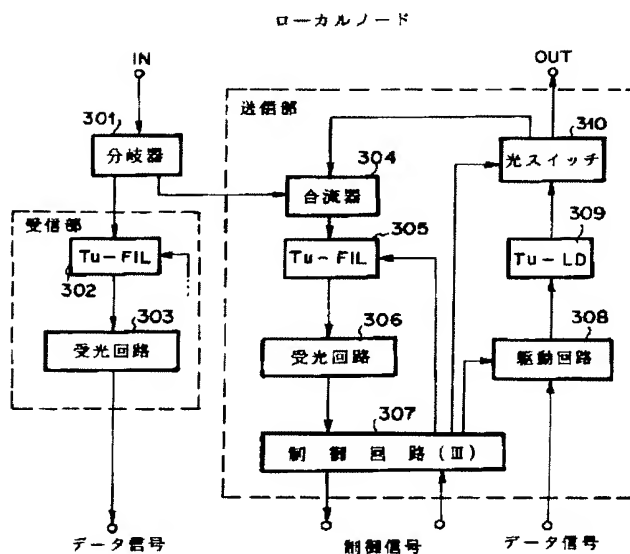 ローカルノード
IN
OUT
送信部
301
分岐器
304
合流器
310
光スイッチ
受信部
302
Tu-FIL
305
Tu-FIL
309
Tu-LD
303
受光回路
306
受光回路
308
駆動回路
307
制御回路(III)
データ信号
制御信号
データ信号